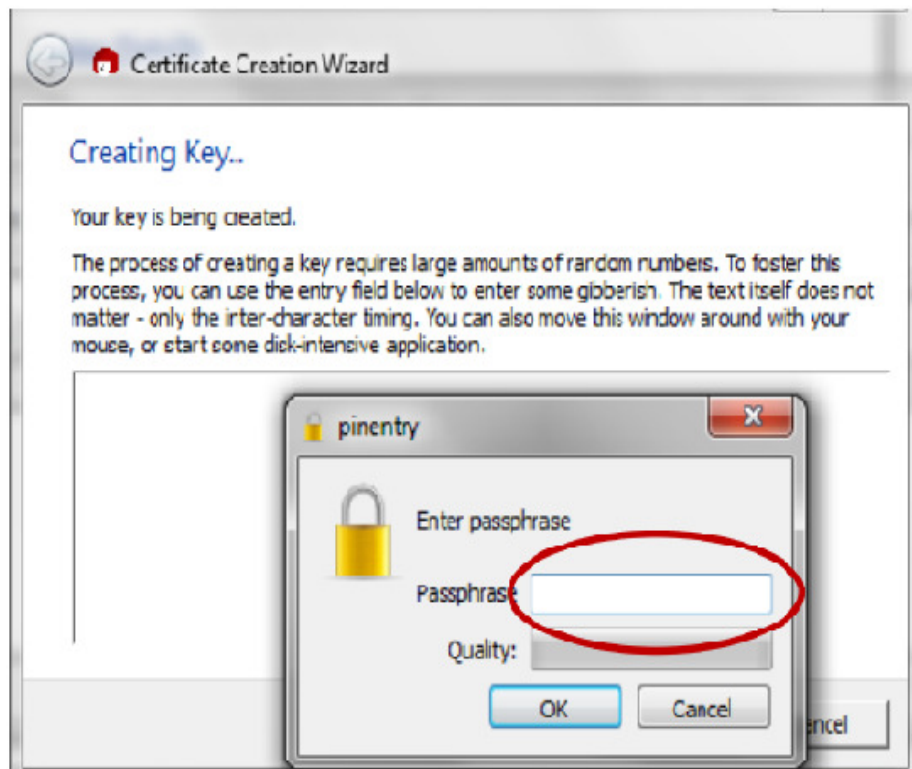 Certificate Creation Wizard
Creating Key..
Your key is being created.
The process of creating a key requires large amounts of random numbers. To foster this
process, you can use the entry field below to enter some gibberish. The text itself does not
matter - only the inter-character timing. You can also move this window around with your
mouse, or start some disk-intensive application.
pinentry
Enter passphrase
Passphrase
Quality:
OK
Cancel
ancel